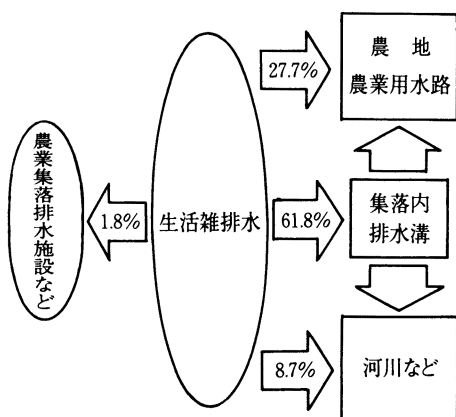 農業集落排水施設など
1.8%
生活雑排水
27.7%
農　地
農業用水路
61.8%
集落内
排水溝
8.7%
河川など